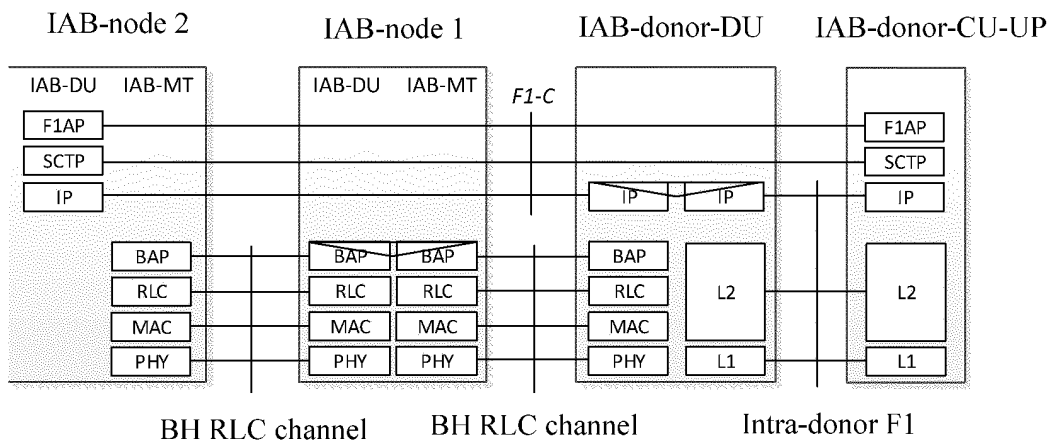 IAB-node 2 IAB-node 1 IAB-donor-DU IAB-donor-CU-UP
IAB-DU IAB-MT IAB-DU IAB-MT
F1-C
F1AP F1AP
SCTP SCTP
IP IP IP IP
BAP BAP BAP BAP
RLC RLC RLC RLC
L2 L2
MAC MAC MAC MAC
PHY PHY PHY PHY L1 L1
BH RLC channel BH RLC channel Intra-donor F1